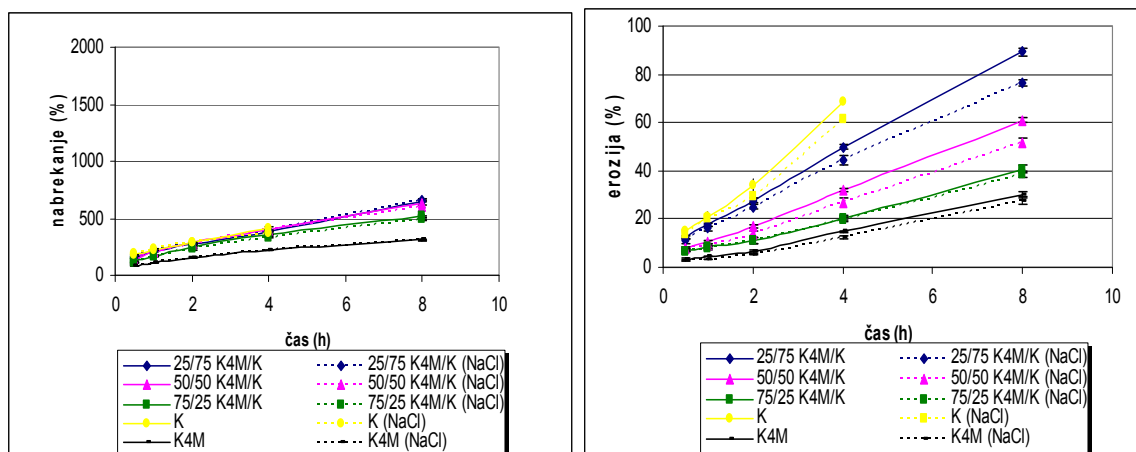 nabrekanje (%)
2000
1500
1000
500
0
0 2 4 6 8 10
čas (h)
25/75 K4M/K 25/75 K4M/K (NaCl)
50/50 K4M/K 50/50 K4M/K (NaCl)
75/25 K4M/K 75/25 K4M/K (NaCl)
K K (NaCl)
K4M K4M (NaCl)
erozija (%)
100
80
60
40
20
0
0 2 4 6 8 10
čas (h)
25/75 K4M/K 25/75 K4M/K (NaCl)
50/50 K4M/K 50/50 K4M/K (NaCl)
75/25 K4M/K 75/25 K4M/K (NaCl)
K K (NaCl)
K4M K4M (NaCl)